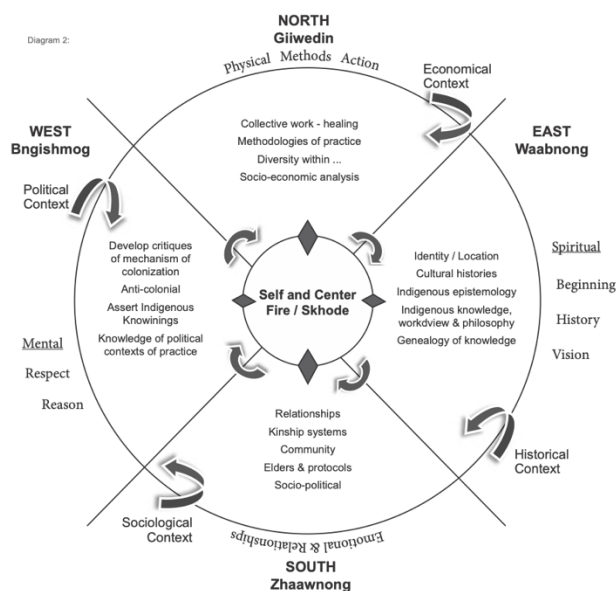 Diagram 2:
NORTH
Giiwedin
Physical Methods Action
Economical
Context
WEST
Bngishmog
EAST
Waabnong
Political
Context
Collective work - healing
Methodologies of practice
Diversity within ...
Socio-economic analysis
Develop critiques
of mechanism of
colonization
Anti-colonial
Assert Indigenous
Knowinings
Knowledge of political
contexts of practice
Self and Center
Fire / Skhode
Identity / Location
Cultural histories
Indigenous epistemology
Indigenous knowledge,
workdview & philosophy
Genealogy of knowledge
Spiritual
Beginning
History
Vision
Mental
Respect
Reason
Relationships
Kinship systems
Community
Elders & protocols
Socio-political
Historical
Context
Sociological
Context
Emotional & Relationships
SOUTH
Zhaawnong